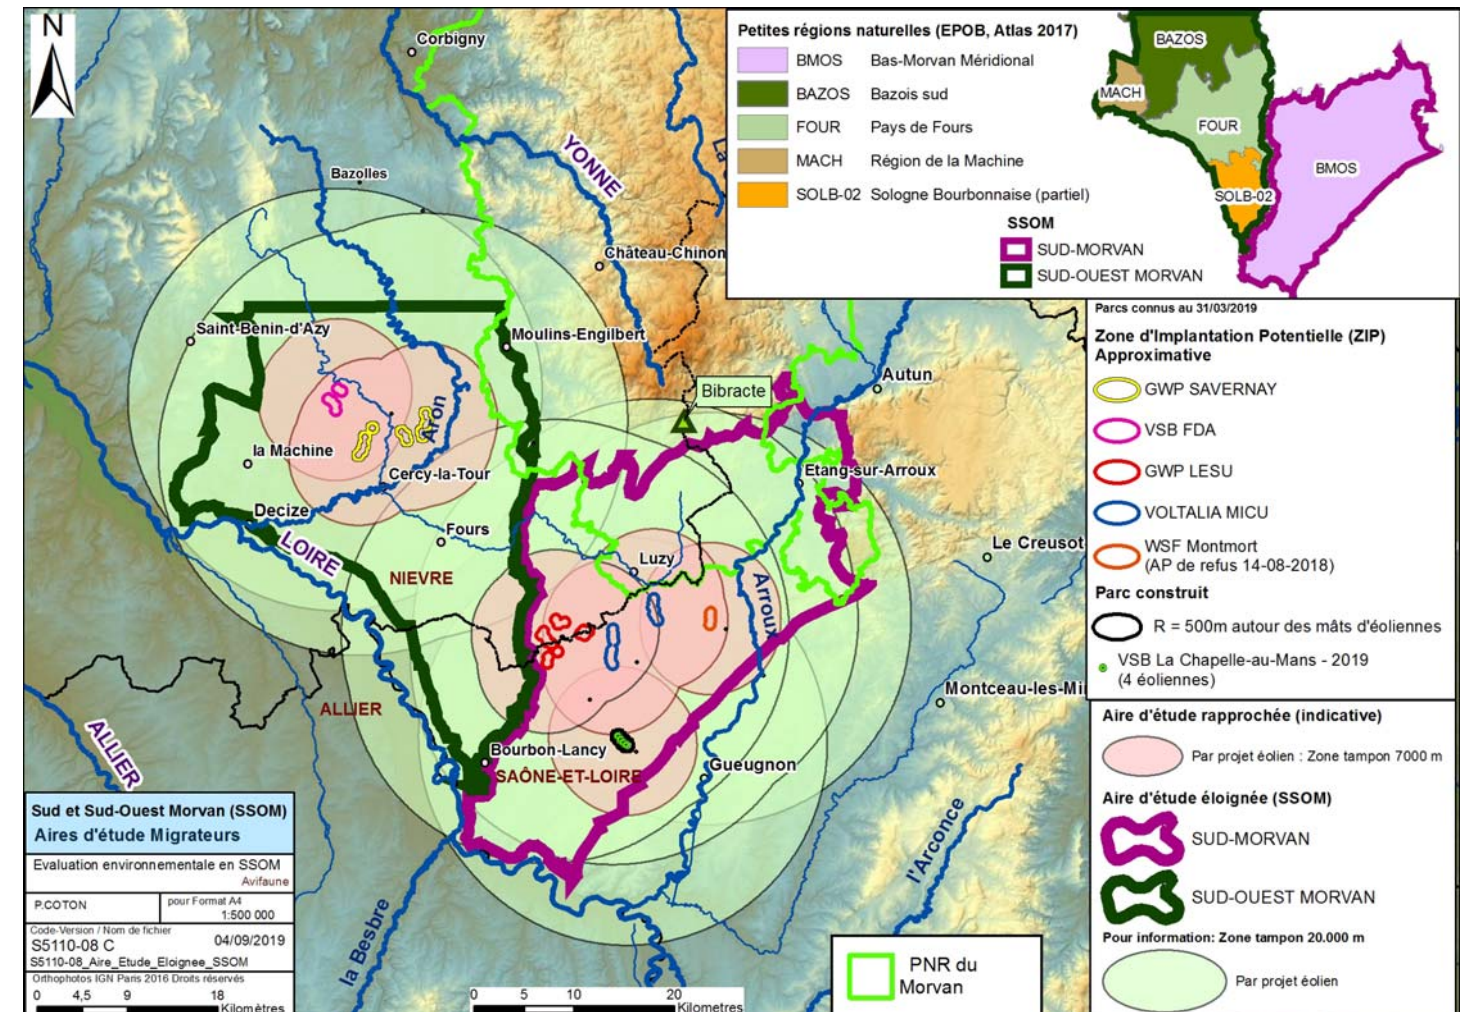 N
Corbigny
YONNE
Bazolles
Château-Chinon
Saint-Benin-d'Azy
Moulins-Engilbert
Bibracte
Autun
Aron
la Machine
Cercy-la-Tour
Etang-sur-Arroux
Decize
Fours
LOIRE
Le Creusot
Luzy
NIEVRE
Arroux
ALLIER
Montceau-les-Mi
ALLIER
Bourbon-Lancy
SAÔNE-ET-LOIRE
Gueugnon
l'Arconce
la Besbre
Petites régions naturelles (EPOB, Atlas 2017)
BMOS Bas-Morvan Méridional
BAZOS Bazois sud
FOUR Pays de Fours
MACH Région de la Machine
SOLB-02 Sologne Bourbonnaise (partiel)
SSOM
SUD-MORVAN
SUD-OUEST MORVAN
BAZOS
MACH
FOUR
BMOS
SOLB-02
Parcs connus au 31/03/2019
Zone d'Implantation Potentielle (ZIP)
Approximative
GWP SAVERNAY
VSB FDA
GWP LESU
VOLTALIA MICU
WSF Montmort
(AP de refus 14-08-2018)
Parc construit
R = 500m autour des mâts d'éoliennes
VSB La Chapelle-au-Mans - 2019
(4 éoliennes)
Aire d'étude rapprochée (indicative)
Par projet éolien : Zone tampon 7000 m
Aire d'étude éloignée (SSOM)
SUD-MORVAN
SUD-OUEST MORVAN
Pour information: Zone tampon 20.000 m
Par projet éolien
Sud et Sud-Ouest Morvan (SSOM)
Aires d'étude Migrateurs
Evaluation environnementale en SSOM
Avifaune
P.COTON
pour Format A4
1:500 000
Code-Version / Nom de fichier
S5110-08 C 04/09/2019
S5110-08_Aire_Etude_Eloignee_SSOM
Orthophotos IGN Paris 2016 Droits réservés
0 4,5 9 18
Kilomètres
0 5 10 20
Kilometres
PNR du
Morvan